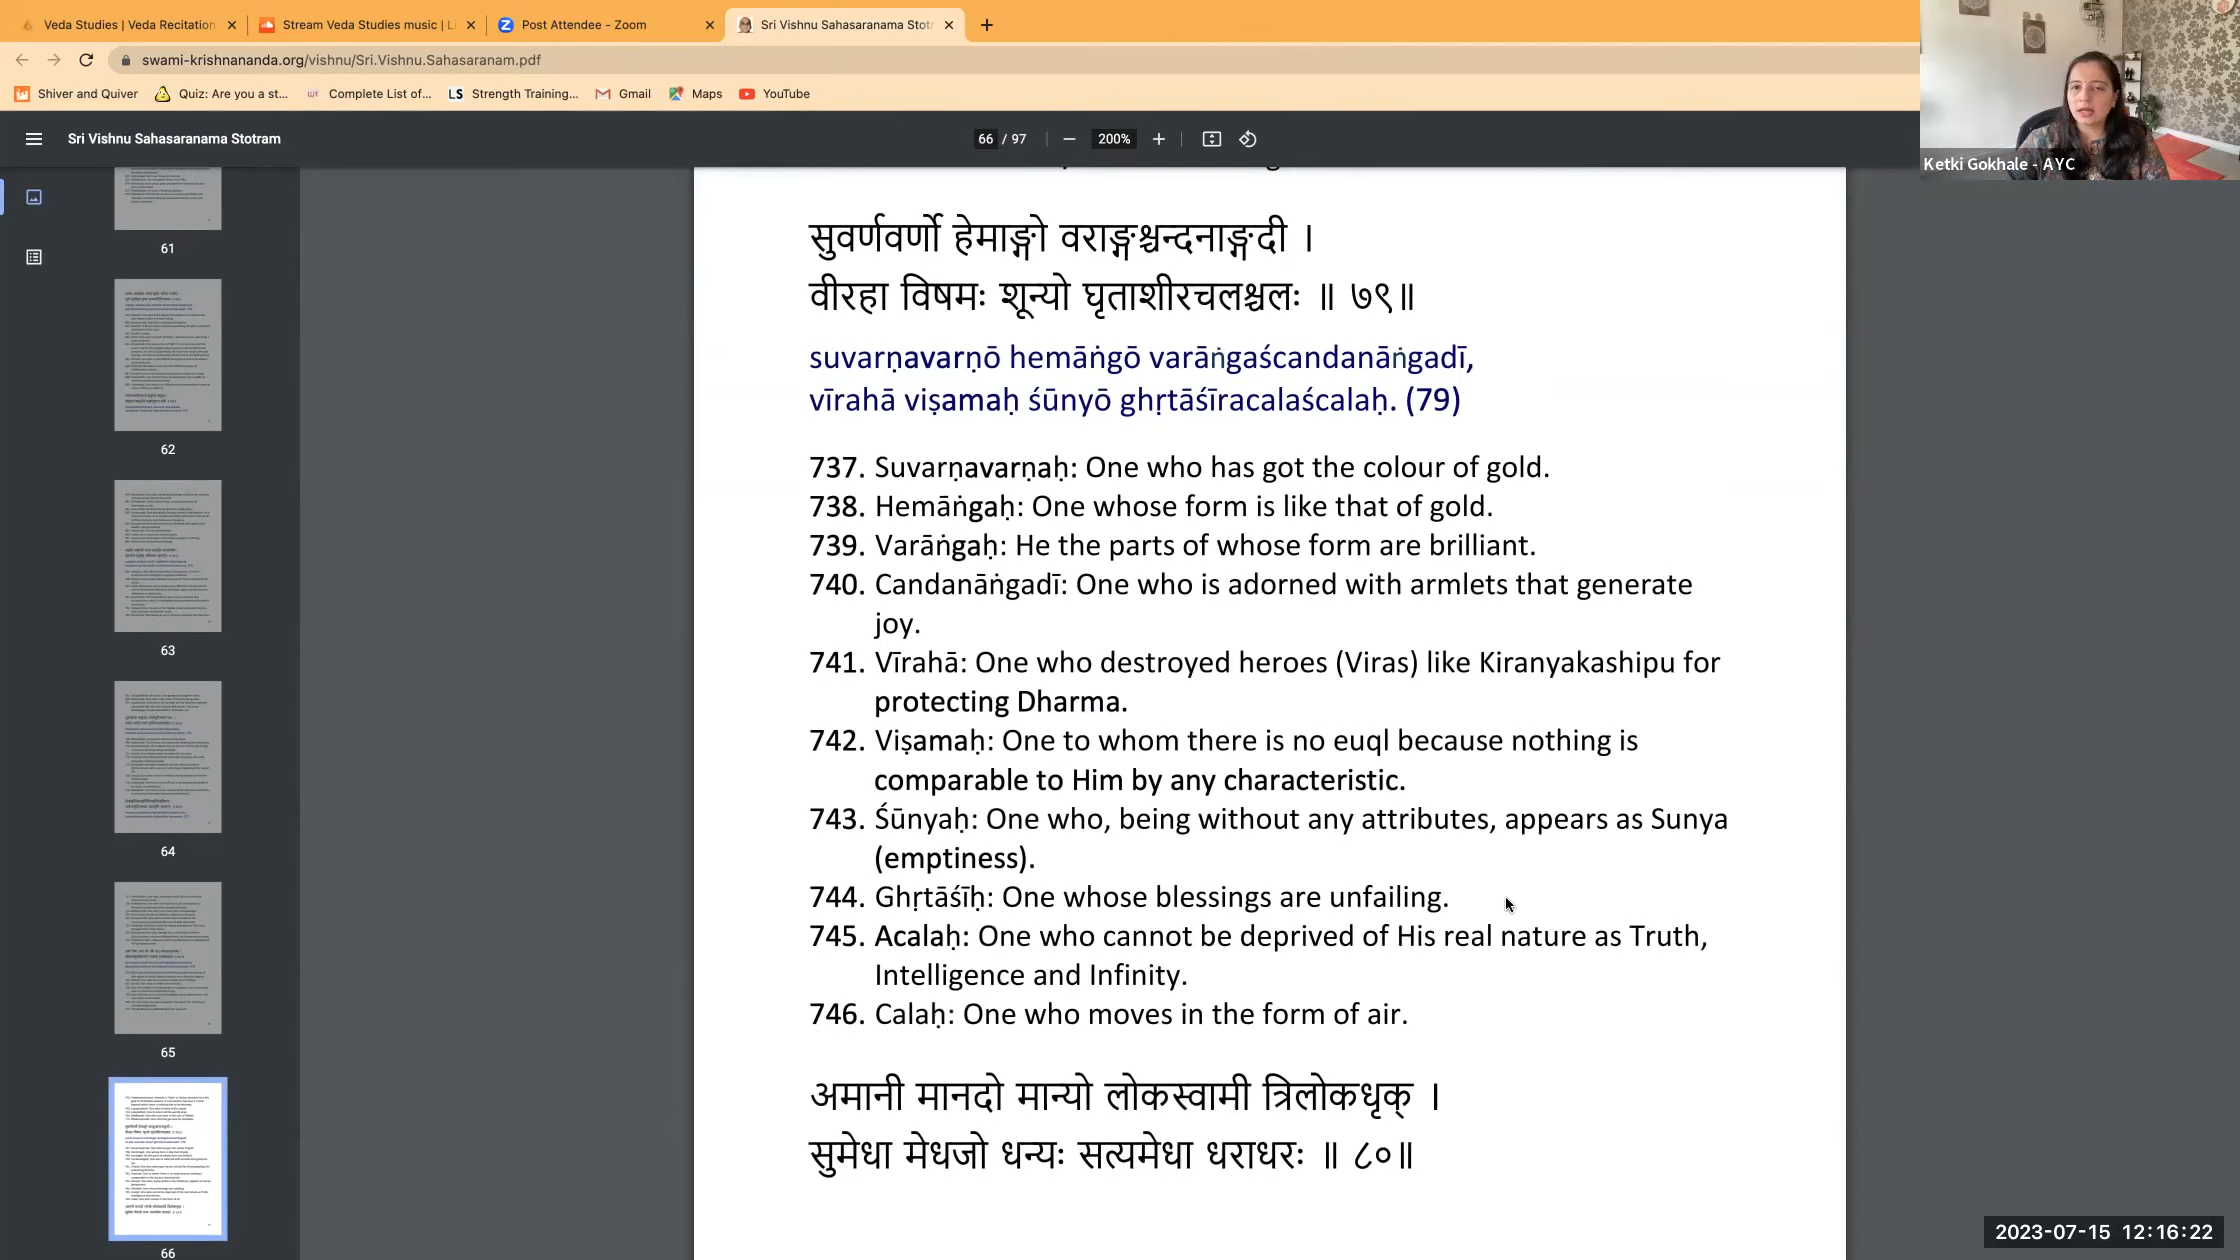 Veda Studies | Veda Recitation
Stream Veda Studies music | Li
Post Attendee - Zoom
Sri Vishnu Sahasaranama Stotr
swami-krishnananda.org/vishnu/Sri.Vishnu.Sahasaranam.pdf
Shiver and Quiver
Quiz: Are you a st...
WT Complete List of...
LS Strength Training...
Gmail
Maps
YouTube
Ketki Gokhale - AYC
Sri Vishnu Sahasaranama Stotram
66 / 97
200%
61
62
63
64
65
66
सुवर्णवर्णो हेमाङ्गो वराङ्गश्चन्दनाङ्गदी ।
वीरहा विषमः शून्यो घृताशीरचलश्चलः ॥ ७९॥
suvarṇavarṇō hemāṅgō varāṅgaścandanāṅgadī,
vīrahā viṣamaḥ śūnyō ghṛtāśīracalaścalaḥ. (79)
737. Suvarṇavarṇaḥ: One who has got the colour of gold.
738. Hemāṅgaḥ: One whose form is like that of gold.
739. Varāṅgaḥ: He the parts of whose form are brilliant.
740. Candanāṅgadī: One who is adorned with armlets that generate
joy.
741. Vīrahā: One who destroyed heroes (Viras) like Kiranyakashipu for
protecting Dharma.
742. Viṣamaḥ: One to whom there is no euql because nothing is
comparable to Him by any characteristic.
743. Śūnyaḥ: One who, being without any attributes, appears as Sunya
(emptiness).
744. Ghṛtāśīḥ: One whose blessings are unfailing.
745. Acalaḥ: One who cannot be deprived of His real nature as Truth,
Intelligence and Infinity.
746. Calaḥ: One who moves in the form of air.
अमानी मानदो मान्यो लोकस्वामी त्रिलोकधृक् ।
सुमेधा मेधजो धन्यः सत्यमेधा धराधरः ॥ ८०॥
2023-07-15 12:16:22